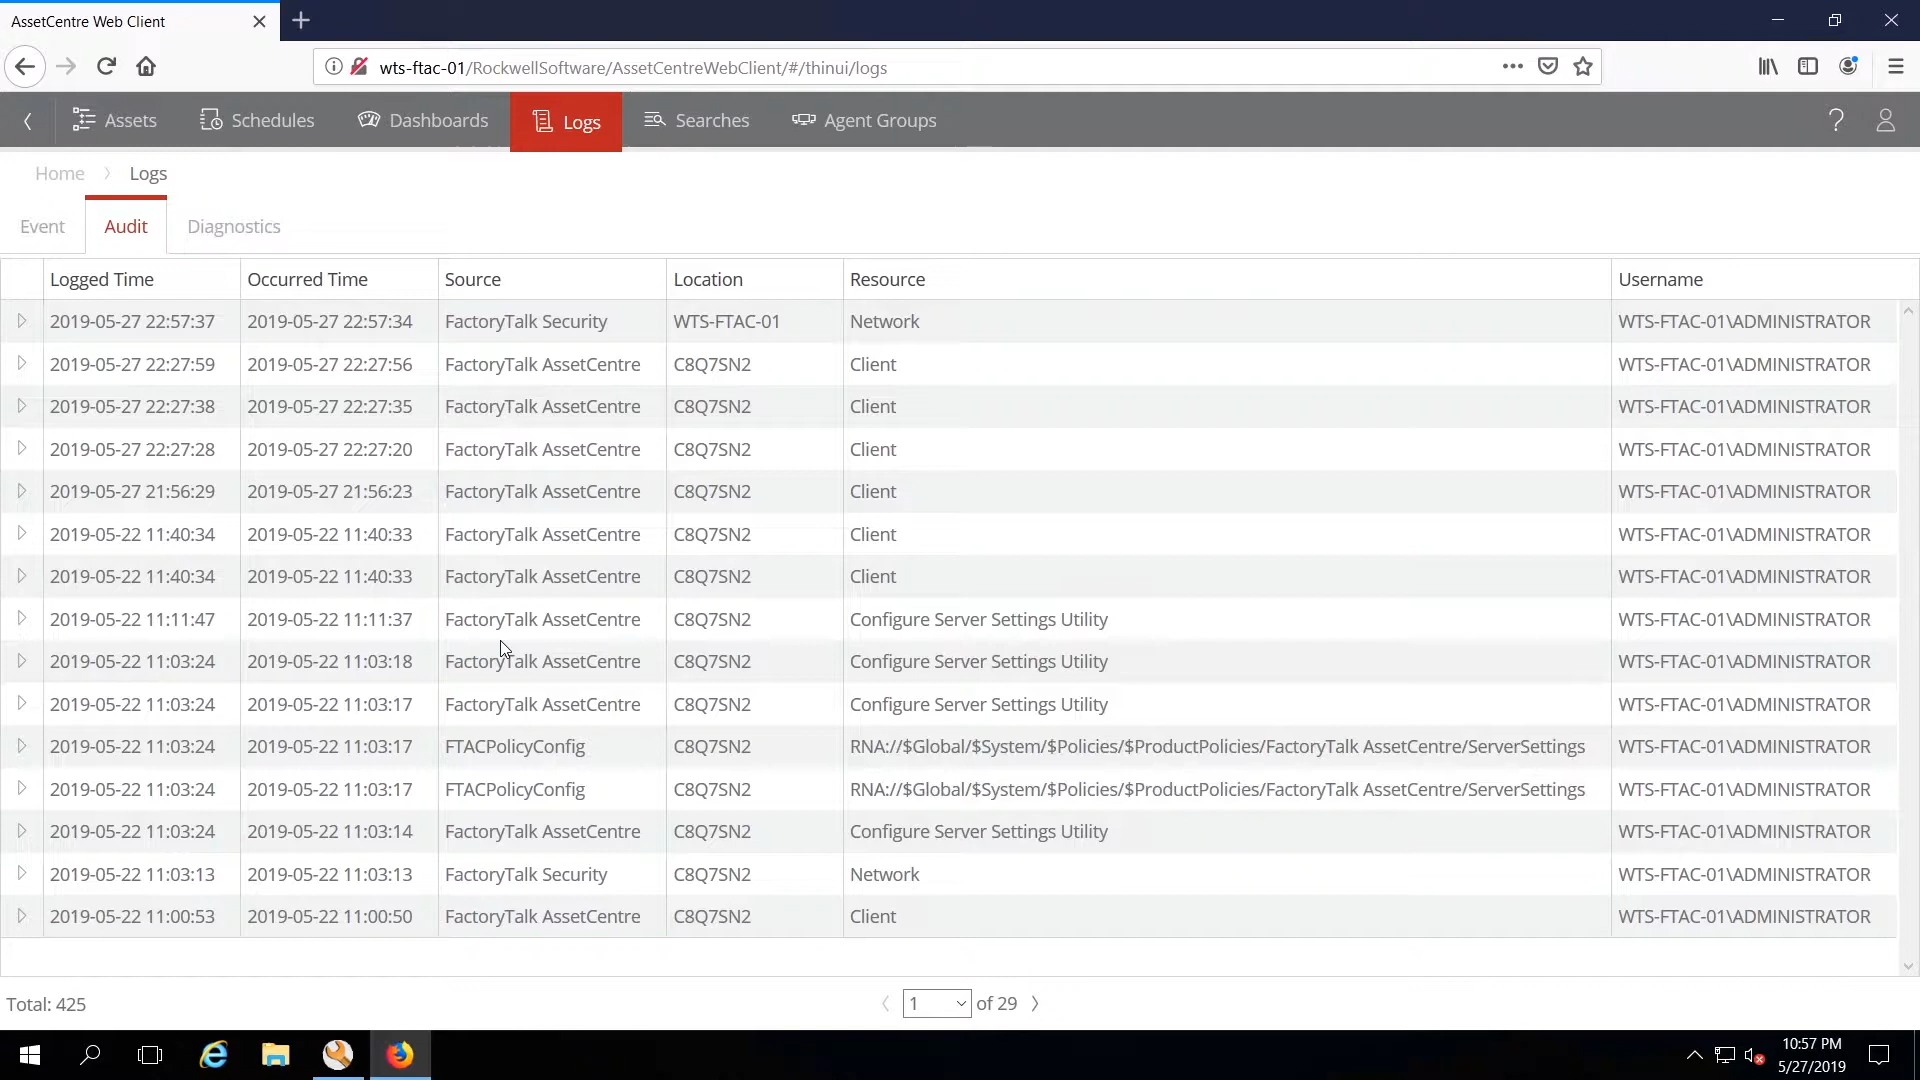 AssetCentre Web Client
wts-ftac-01/RockwellSoftware/AssetCentreWebClient/#/thinui/logs
Assets Schedules Dashboards Logs Searches Agent Groups
Home Logs
Event Audit Diagnostics
Logged Time Occurred Time Source Location Resource Username
2019-05-27 22:57:37 2019-05-27 22:57:34 FactoryTalk Security WTS-FTAC-01 Network WTS-FTAC-01\ADMINISTRATOR
2019-05-27 22:27:59 2019-05-27 22:27:56 FactoryTalk AssetCentre C8Q7SN2 Client WTS-FTAC-01\ADMINISTRATOR
2019-05-27 22:27:38 2019-05-27 22:27:35 FactoryTalk AssetCentre C8Q7SN2 Client WTS-FTAC-01\ADMINISTRATOR
2019-05-27 22:27:28 2019-05-27 22:27:20 FactoryTalk AssetCentre C8Q7SN2 Client WTS-FTAC-01\ADMINISTRATOR
2019-05-27 21:56:29 2019-05-27 21:56:23 FactoryTalk AssetCentre C8Q7SN2 Client WTS-FTAC-01\ADMINISTRATOR
2019-05-22 11:40:34 2019-05-22 11:40:33 FactoryTalk AssetCentre C8Q7SN2 Client WTS-FTAC-01\ADMINISTRATOR
2019-05-22 11:40:34 2019-05-22 11:40:33 FactoryTalk AssetCentre C8Q7SN2 Client WTS-FTAC-01\ADMINISTRATOR
2019-05-22 11:11:47 2019-05-22 11:11:37 FactoryTalk AssetCentre C8Q7SN2 Configure Server Settings Utility WTS-FTAC-01\ADMINISTRATOR
2019-05-22 11:03:24 2019-05-22 11:03:18 FactoryTalk AssetCentre C8Q7SN2 Configure Server Settings Utility WTS-FTAC-01\ADMINISTRATOR
2019-05-22 11:03:24 2019-05-22 11:03:17 FactoryTalk AssetCentre C8Q7SN2 Configure Server Settings Utility WTS-FTAC-01\ADMINISTRATOR
2019-05-22 11:03:24 2019-05-22 11:03:17 FTACPolicyConfig C8Q7SN2 RNA://$Global/$System/$Policies/$ProductPolicies/FactoryTalk AssetCentre/ServerSettings WTS-FTAC-01\ADMINISTRATOR
2019-05-22 11:03:24 2019-05-22 11:03:17 FTACPolicyConfig C8Q7SN2 RNA://$Global/$System/$Policies/$ProductPolicies/FactoryTalk AssetCentre/ServerSettings WTS-FTAC-01\ADMINISTRATOR
2019-05-22 11:03:24 2019-05-22 11:03:14 FactoryTalk AssetCentre C8Q7SN2 Configure Server Settings Utility WTS-FTAC-01\ADMINISTRATOR
2019-05-22 11:03:13 2019-05-22 11:03:13 FactoryTalk Security C8Q7SN2 Network WTS-FTAC-01\ADMINISTRATOR
2019-05-22 11:00:53 2019-05-22 11:00:50 FactoryTalk AssetCentre C8Q7SN2 Client WTS-FTAC-01\ADMINISTRATOR
Total: 425 1 of 29
10:57 PM
5/27/2019